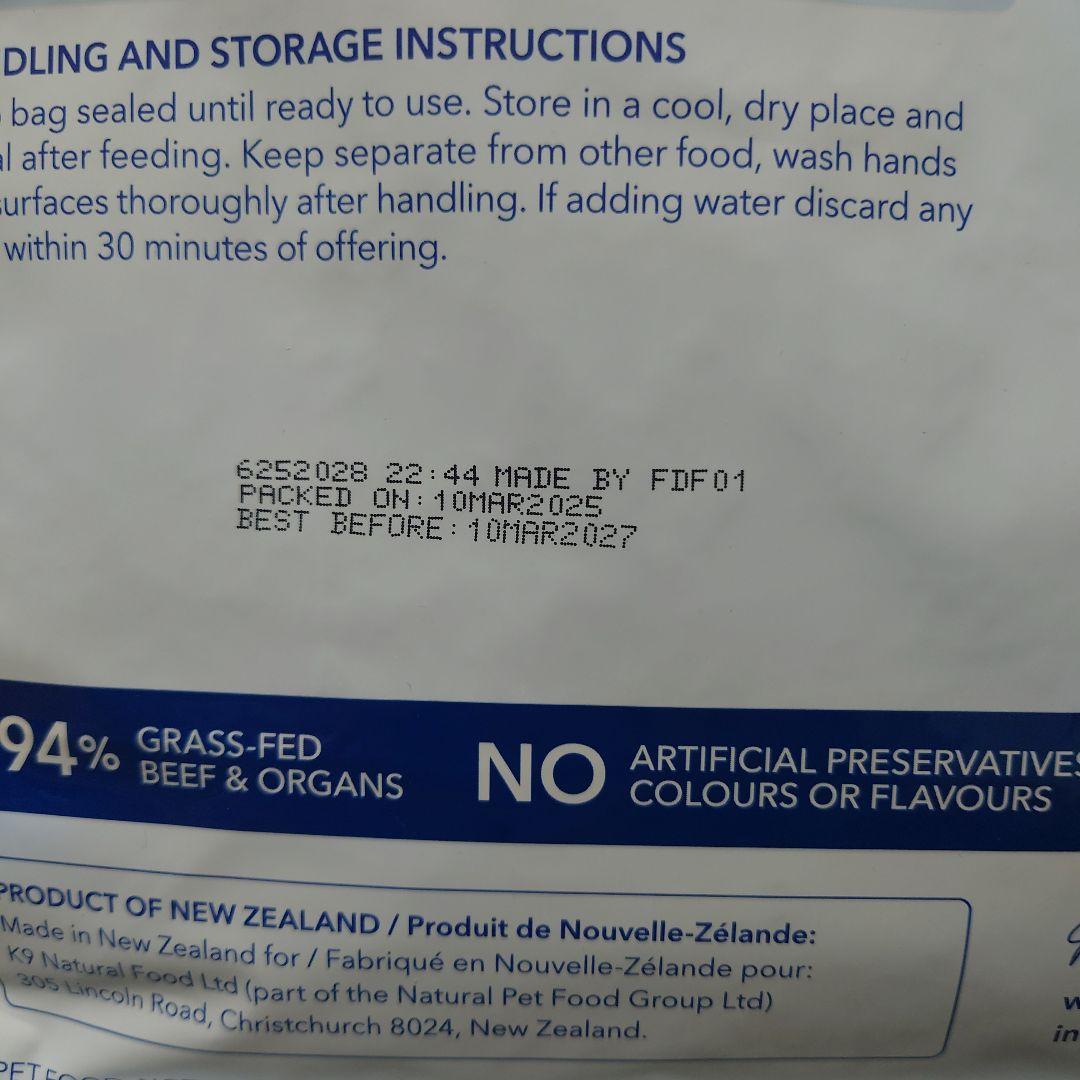 DLING AND STORAGE INSTRUCTIONS
bag sealed until ready to use. Store in a cool, dry place and
after feeding. Keep separate from other food, wash hands
surfaces thoroughly after handling. If adding water discard any
within 30 minutes of offering.
6252028 22:44 MADE BY FDF01
PACKED ON:10MAR2025
BEST BEFORE:10MAR2027
94% GRASS-FED
BEEF & ORGANS
NO ARTIFICIAL PRESERVATIVES
COLOURS OR FLAVOURS
PRODUCT OF NEW ZEALAND / Produit de Nouvelle-Zélande:
Made in New Zealand for / Fabriqué en Nouvelle-Zélande pour:
K9 Natural Food Ltd (part of the Natural Pet Food Group Ltd)
305 Lincoln Road, Christchurch 8024, New Zealand.
in